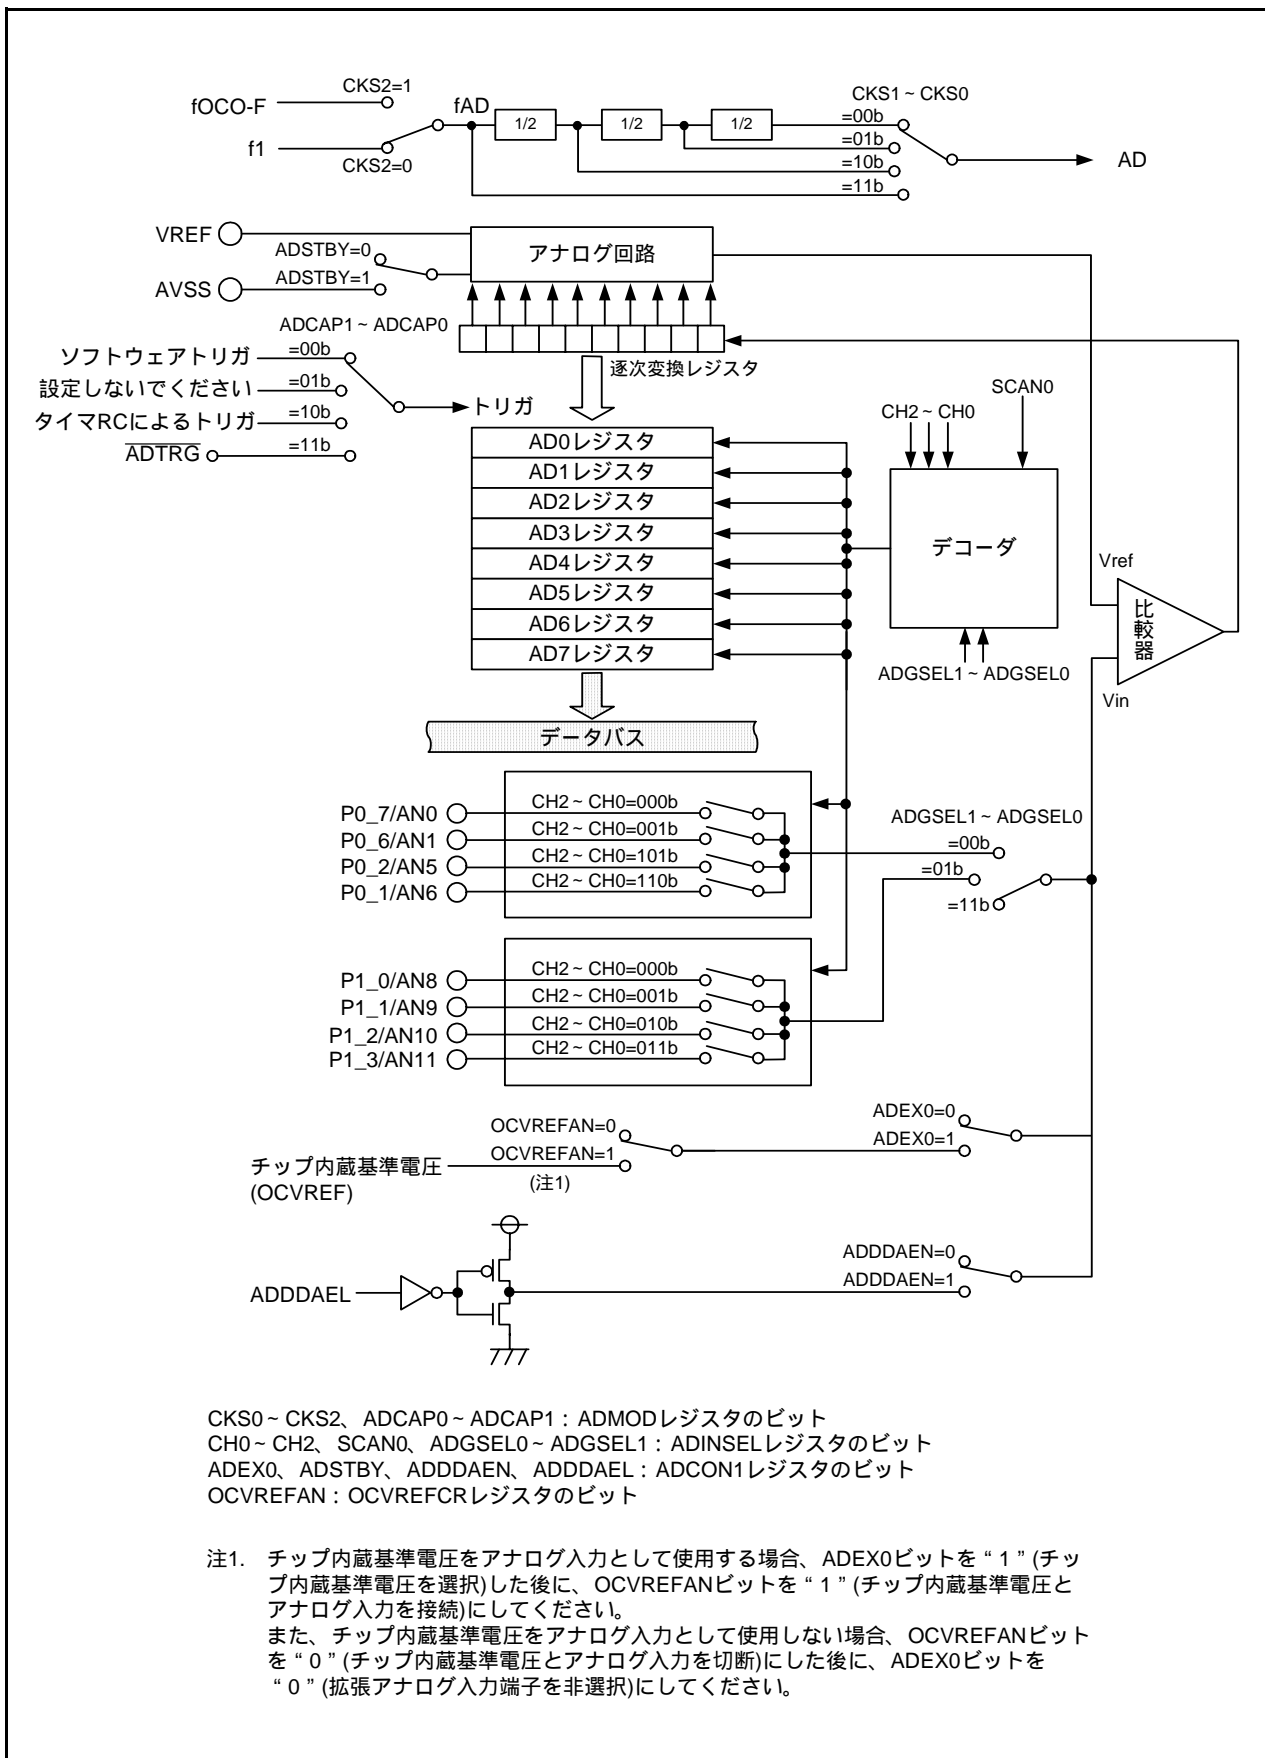 CKS2=1
fOCO-F
f1
CKS2=0
fAD
1/2
1/2
1/2
CKS1 ~ CKS0
=00b
=01b
=10b
=11b
AD
VREF
AVSS
ADSTBY=0
ADSTBY=1
アナログ回路
ADCAP1 ~ ADCAP0
ソフトウェアトリガ
=00b
設定しないでください
=01b
タイマRCによるトリガ
=10b
ADTRG
=11b
トリガ
逐次変換レジスタ
AD0レジスタ
AD1レジスタ
AD2レジスタ
AD3レジスタ
AD4レジスタ
AD5レジスタ
AD6レジスタ
AD7レジスタ
データバス
SCAN0
CH2 ~ CH0
デコーダ
ADGSEL1 ~ ADGSEL0
Vref
比較器
Vin
P0_7/AN0
CH2 ~ CH0=000b
P0_6/AN1
CH2 ~ CH0=001b
P0_2/AN5
CH2 ~ CH0=101b
P0_1/AN6
CH2 ~ CH0=110b
ADGSEL1 ~ ADGSEL0
=00b
=01b
=11b
P1_0/AN8
CH2 ~ CH0=000b
P1_1/AN9
CH2 ~ CH0=001b
P1_2/AN10
CH2 ~ CH0=010b
P1_3/AN11
CH2 ~ CH0=011b
OCVREFAN=0
OCVREFAN=1
(注1)
チップ内蔵基準電圧
(OCVREF)
ADEX0=0
ADEX0=1
ADDDAEL
ADDDAEN=0
ADDDAEN=1
CKS0 ~ CKS2、ADCAP0 ~ ADCAP1 : ADMODレジスタのビット
CH0 ~ CH2、SCAN0、ADGSEL0 ~ ADGSEL1 : ADINSELレジスタのビット
ADEX0、ADSTBY、ADDDAEN、ADDDAEL : ADCON1レジスタのビット
OCVREFAN : OCVREFCRレジスタのビット
注1. チップ内蔵基準電圧をアナログ入力として使用する場合、ADEX0ビットを“1”(チッ
プ内蔵基準電圧を選択)した後に、OCVREFANビットを“1”(チップ内蔵基準電圧と
アナログ入力を接続)にしてください。
また、チップ内蔵基準電圧をアナログ入力として使用しない場合、OCVREFANビット
を“0”(チップ内蔵基準電圧とアナログ入力を切断)にした後に、ADEX0ビットを
“0”(拡張アナログ入力端子を非選択)にしてください。